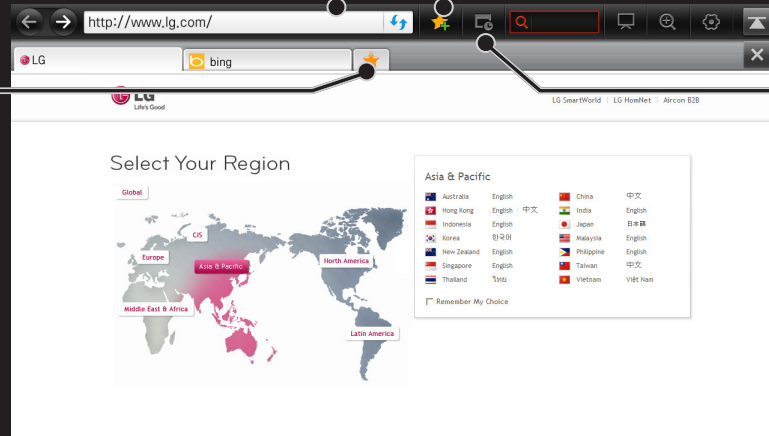 http://www.lg.com/
LG
bing
LG
Life's Good
LG SmartWorld | LG HomNet | Aircon B2B
Select Your Region
Asia & Pacific
Global
Australia English China 中文
Hong Kong English 中文 India English
Indonesia English Japan 日本語
CIS
Korea 한국어 Malaysia English
Europe
New Zealand English Philippine English
Asia & Pacific
North America
Singapore English Taiwan 中文
Thailand ไทย Vietnam Việt Nam
Middle East & Africa
Remember My Choice
Latin America